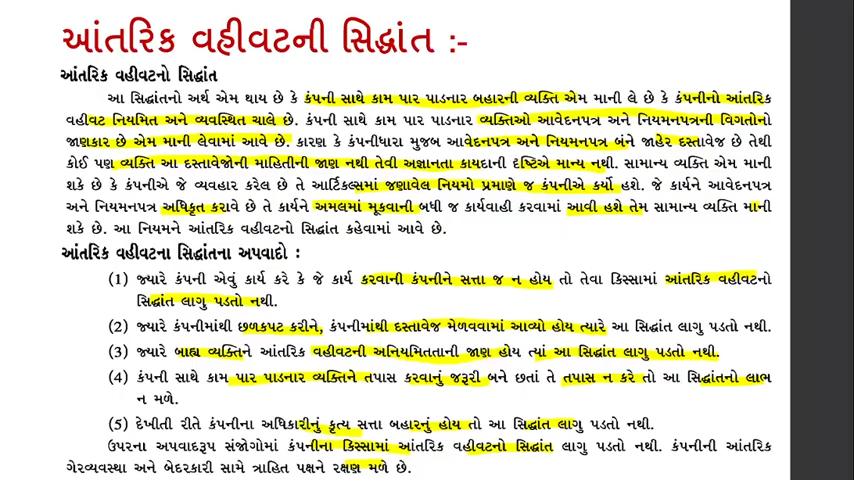 આંતરિક વહીવટની સિદ્ધાંત :-
આંતરિક વહીવટનો સિદ્ધાંત
આ સિદ્ધાંતનો અર્થ એમ થાય છે કે કંપની સાથે કામ પાર પાડનાર બહારની વ્યક્તિ એમ માની લે છે કે કંપનીનો આંતરિક
વહીવટ નિયમિત અને વ્યવસ્થિત ચાલે છે. કંપની સાથે કામ પાર પાડનાર વ્યક્તિઓ આવેદનપત્ર અને નિયમનપત્રની વિગતોનો
જાણકાર છે એમ માની લેવામાં આવે છે. કારણ કે કંપનીધારા મુજબ આવેદનપત્ર અને નિયમનપત્ર બંને જાહેર દસ્તાવેજ છે તેથી
કોઈ પણ વ્યક્તિ આ દસ્તાવેજોની માહિતીની જાણ નથી તેવી અજ્ઞાનતા કાયદાની દૃષ્ટિએ માન્ય નથી. સામાન્ય વ્યક્તિ એમ માની
શકે છે કે કંપનીએ જે વ્યવહાર કરેલ છે તે આર્ટિકલ્સમાં જણાવેલ નિયમો પ્રમાણે જ કંપનીએ કર્યો હશે. જે કાર્યને આવેદનપત્ર
અને નિયમનપત્ર અધિકૃત કરાવે છે તે કાર્યને અમલમાં મૂકવાની બધી જ કાર્યવાહી કરવામાં આવી હશે તેમ સામાન્ય વ્યક્તિ માની
શકે છે. આ નિયમને આંતરિક વહીવટનો સિદ્ધાંત કહેવામાં આવે છે.
આંતરિક વહીવટના સિદ્ધાંતના અપવાદો :
(1) જ્યારે કંપની એવું કાર્ય કરે કે જે કાર્ય કરવાની કંપનીને સત્તા જ ન હોય તો તેવા કિસ્સામાં આંતરિક વહીવટનો
સિદ્ધાંત લાગુ પડતો નથી.
(2) જ્યારે કંપનીમાંથી છળકપટ કરીને, કંપનીમાંથી દસ્તાવેજ મેળવવામાં આવ્યો હોય ત્યારે આ સિદ્ધાંત લાગુ પડતો નથી.
(3) જ્યારે બાહ્ય વ્યક્તિને આંતરિક વહીવટની અનિયમિતતાની જાણ હોય ત્યાં આ સિદ્ધાંત લાગુ પડતો નથી.
(4) કંપની સાથે કામ પાર પાડનાર વ્યક્તિને તપાસ કરવાનું જરૂરી બને છતાં તે તપાસ ન કરે તો આ સિદ્ધાંતનો લાભ
ન મળે.
(5) દેખીતી રીતે કંપનીના અધિકારીનું કૃત્ય સત્તા બહારનું હોય તો આ સિદ્ધાંત લાગુ પડતો નથી.
ઉપરના અપવાદરૂપ સંજોગોમાં કંપનીના કિસ્સામાં આંતરિક વહીવટનો સિદ્ધાંત લાગુ પડતો નથી. કંપનીની આંતરિક
ગેરવ્યવસ્થા અને બેદરકારી સામે ત્રાહિત પક્ષને રક્ષણ મળે છે.